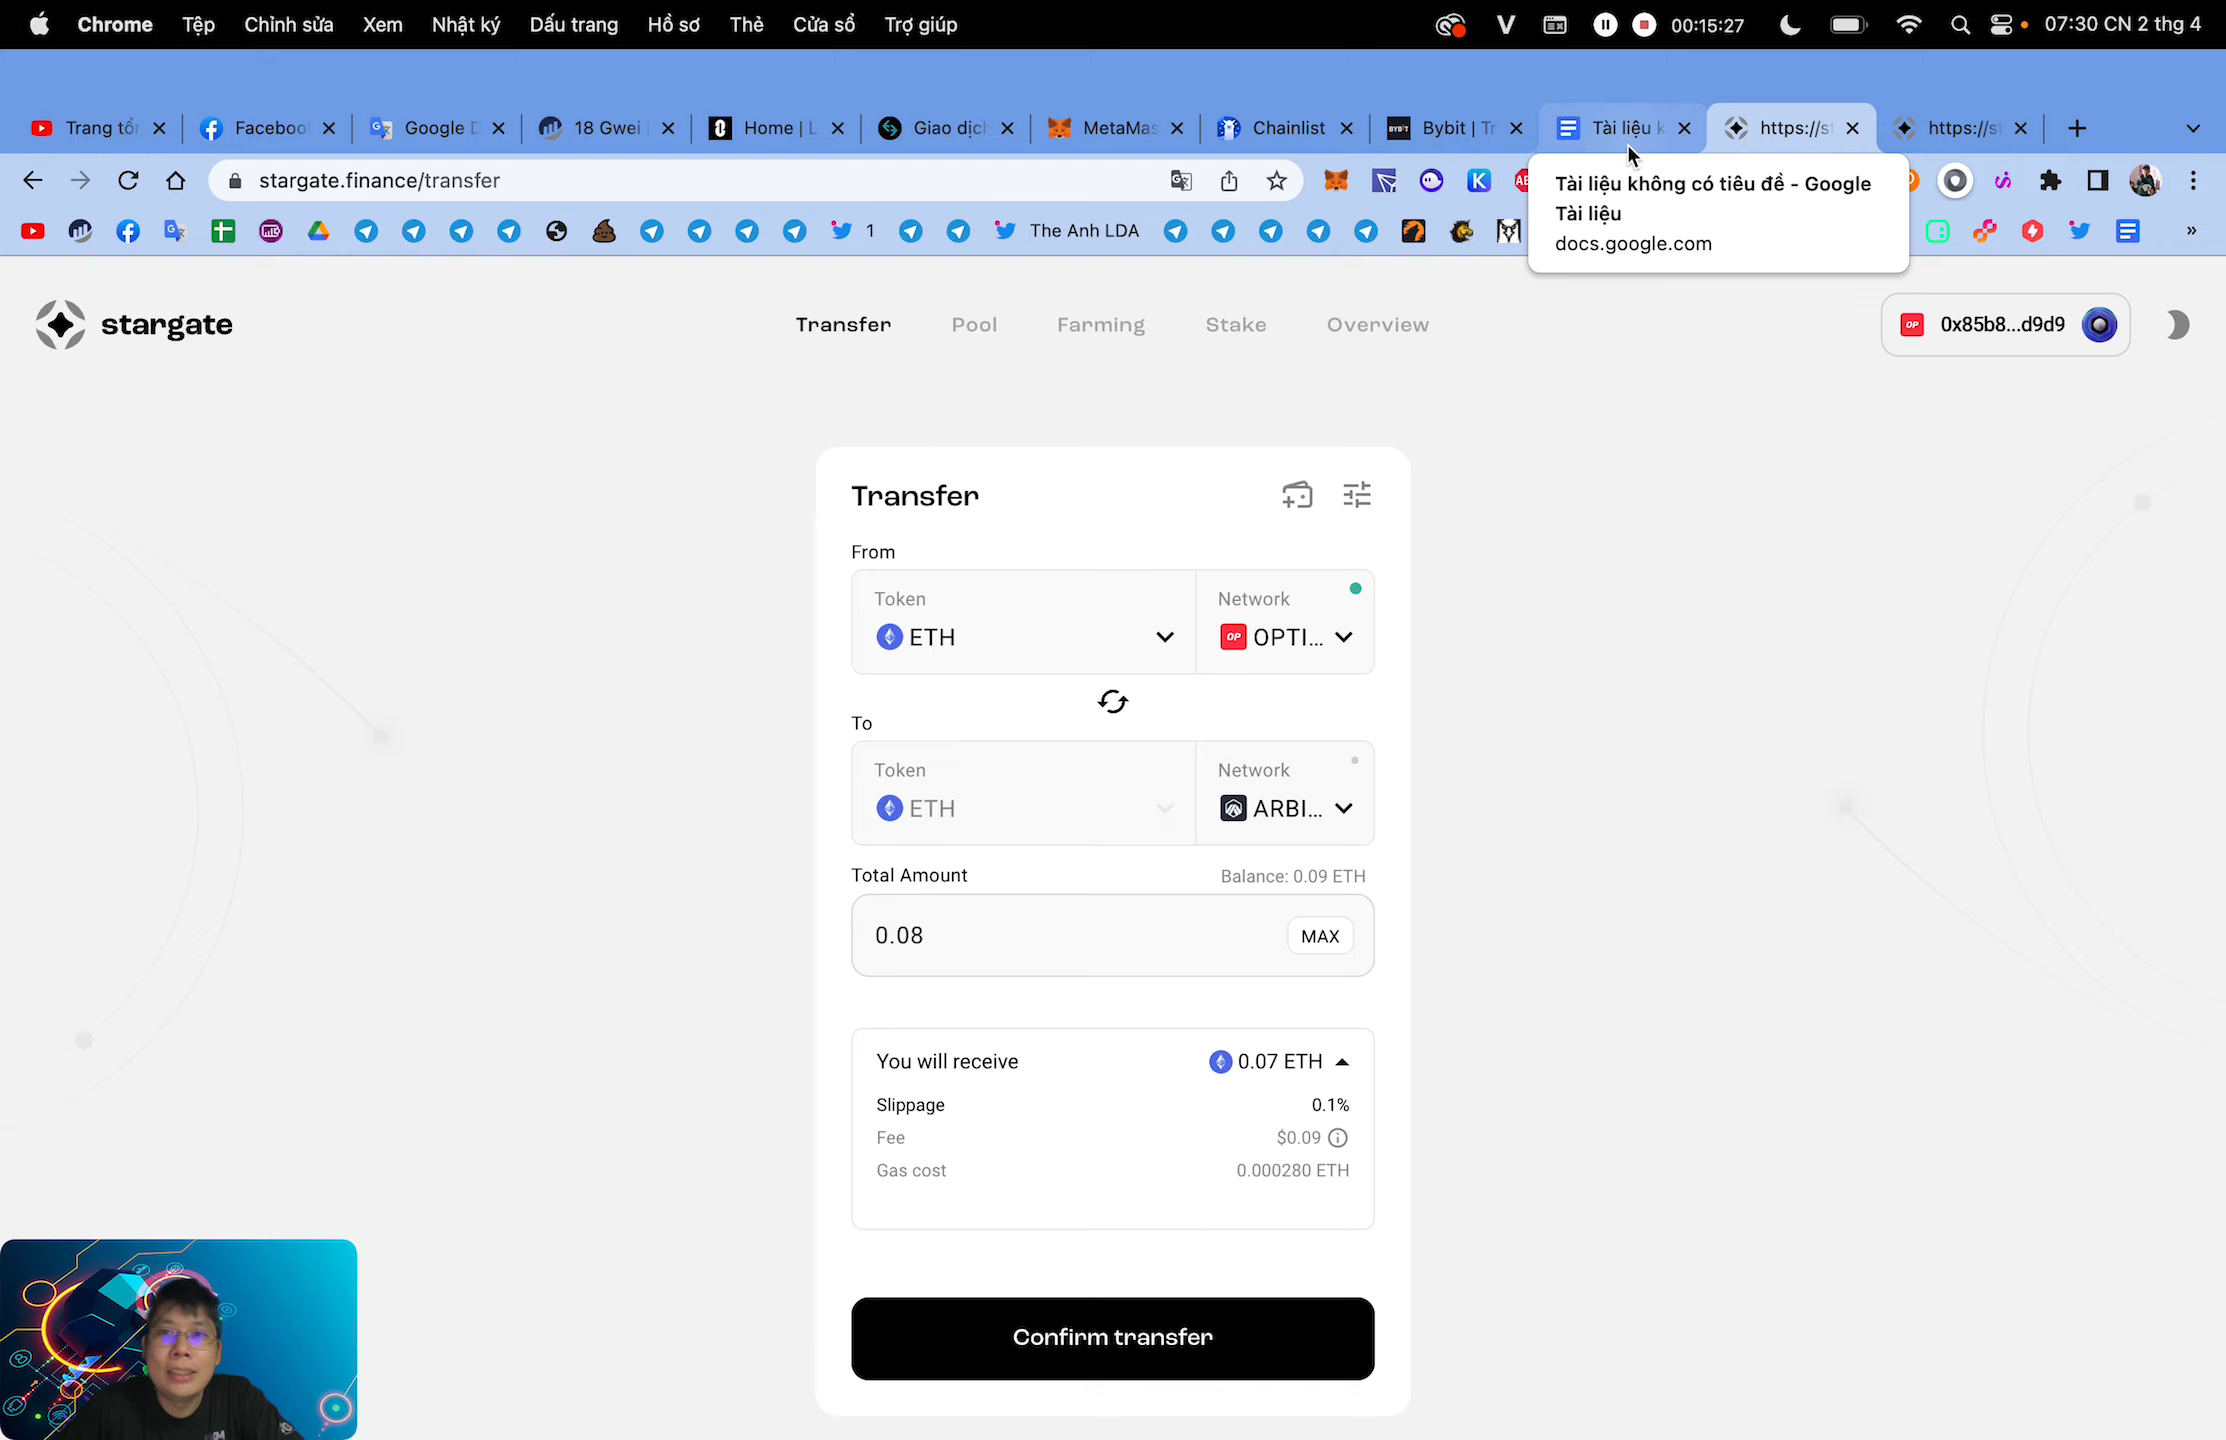 Chrome Tệp Chỉnh sửa Xem Nhật ký Dấu trang Hồ sơ Thẻ Cửa sổ Trợ giúp 00:15:27 07:30 CN 2 thg 4
Trang tổn Facebook Google D 18 Gwei Home | L Giao dịch MetaMas Chainlist Bybit | Tr Tài liệu k https://s https://s
stargate.finance/transfer
Tài liệu không có tiêu đề - Google
Tài liệu
docs.google.com
1 The Anh LDA
stargate Transfer Pool Farming Stake Overview OP 0x85b8...d9d9
Transfer
From
Token Network
ETH OP OPTI...
To
Token Network
ETH ARBI...
Total Amount Balance: 0.09 ETH
0.08 MAX
You will receive 0.07 ETH
Slippage 0.1%
Fee $0.09
Gas cost 0.000280 ETH
Confirm transfer